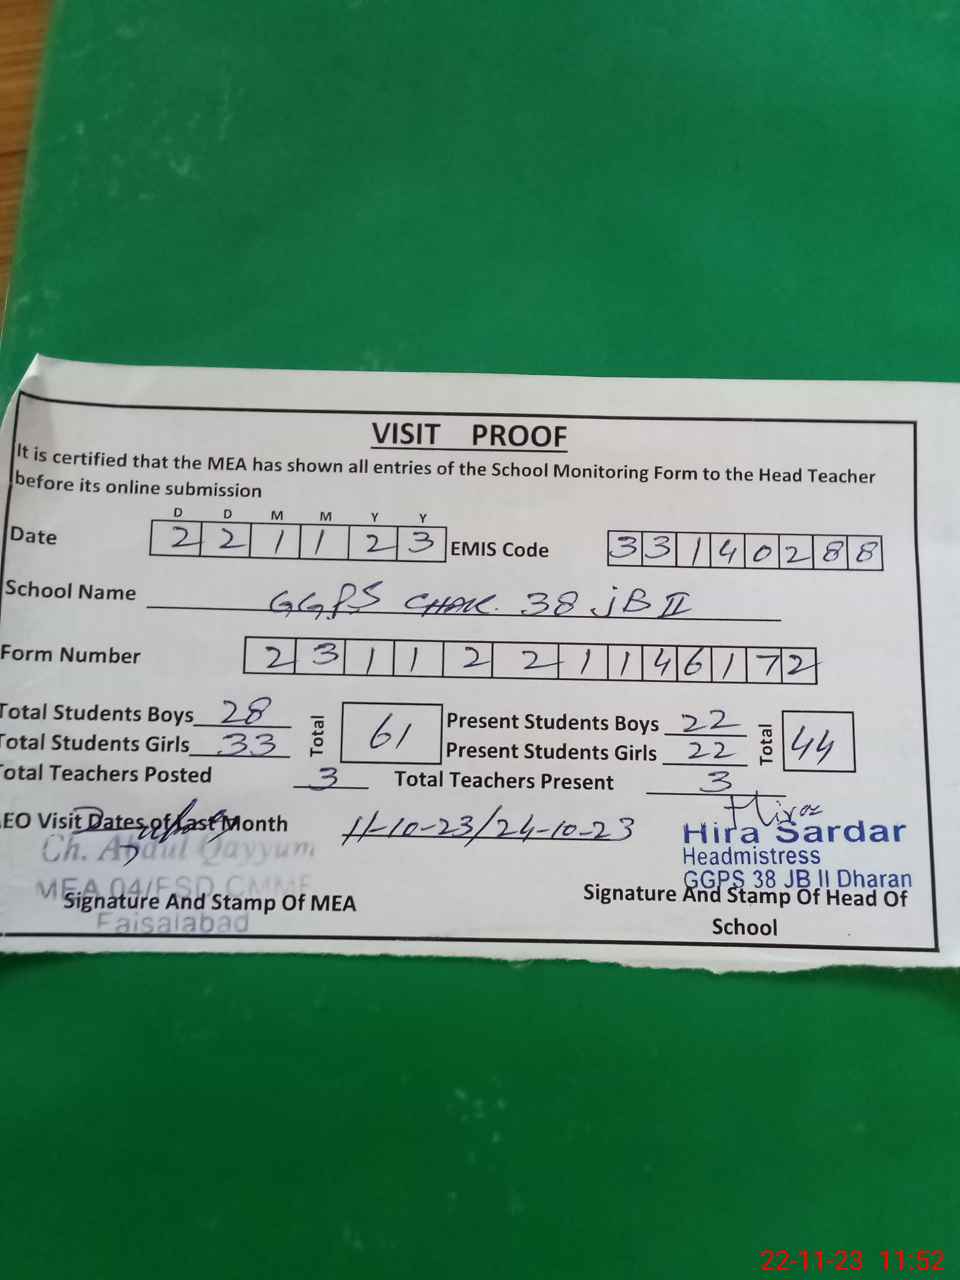 VISIT PROOF
It is certified that the MEA has shown all entries of the School Monitoring Form to the Head Teacher
before its online submission
D D M M Y Y
Date 2 2 1 1 2 3 EMIS Code 3 3 1 4 0 2 8 8
School Name GGPS CHAK. 38 JB II
Form Number 2 3 1 1 2 2 1 1 4 6 1 7 2
Total Students Boys 28 Total 61 Present Students Boys 22 Total 44
Total Students Girls 33 Present Students Girls 22
Total Teachers Posted 3 Total Teachers Present 3
EO Visit Dates of Last Month 11-10-23/24-10-23
Hira Sardar
Headmistress
GGPS 38 JB II Dharan
Signature And Stamp Of Head Of
School
Ch. Abdul Qayyum
MEA 04/FSD CMMF
Signature And Stamp Of MEA
Faisalabad
22-11-23 11:52